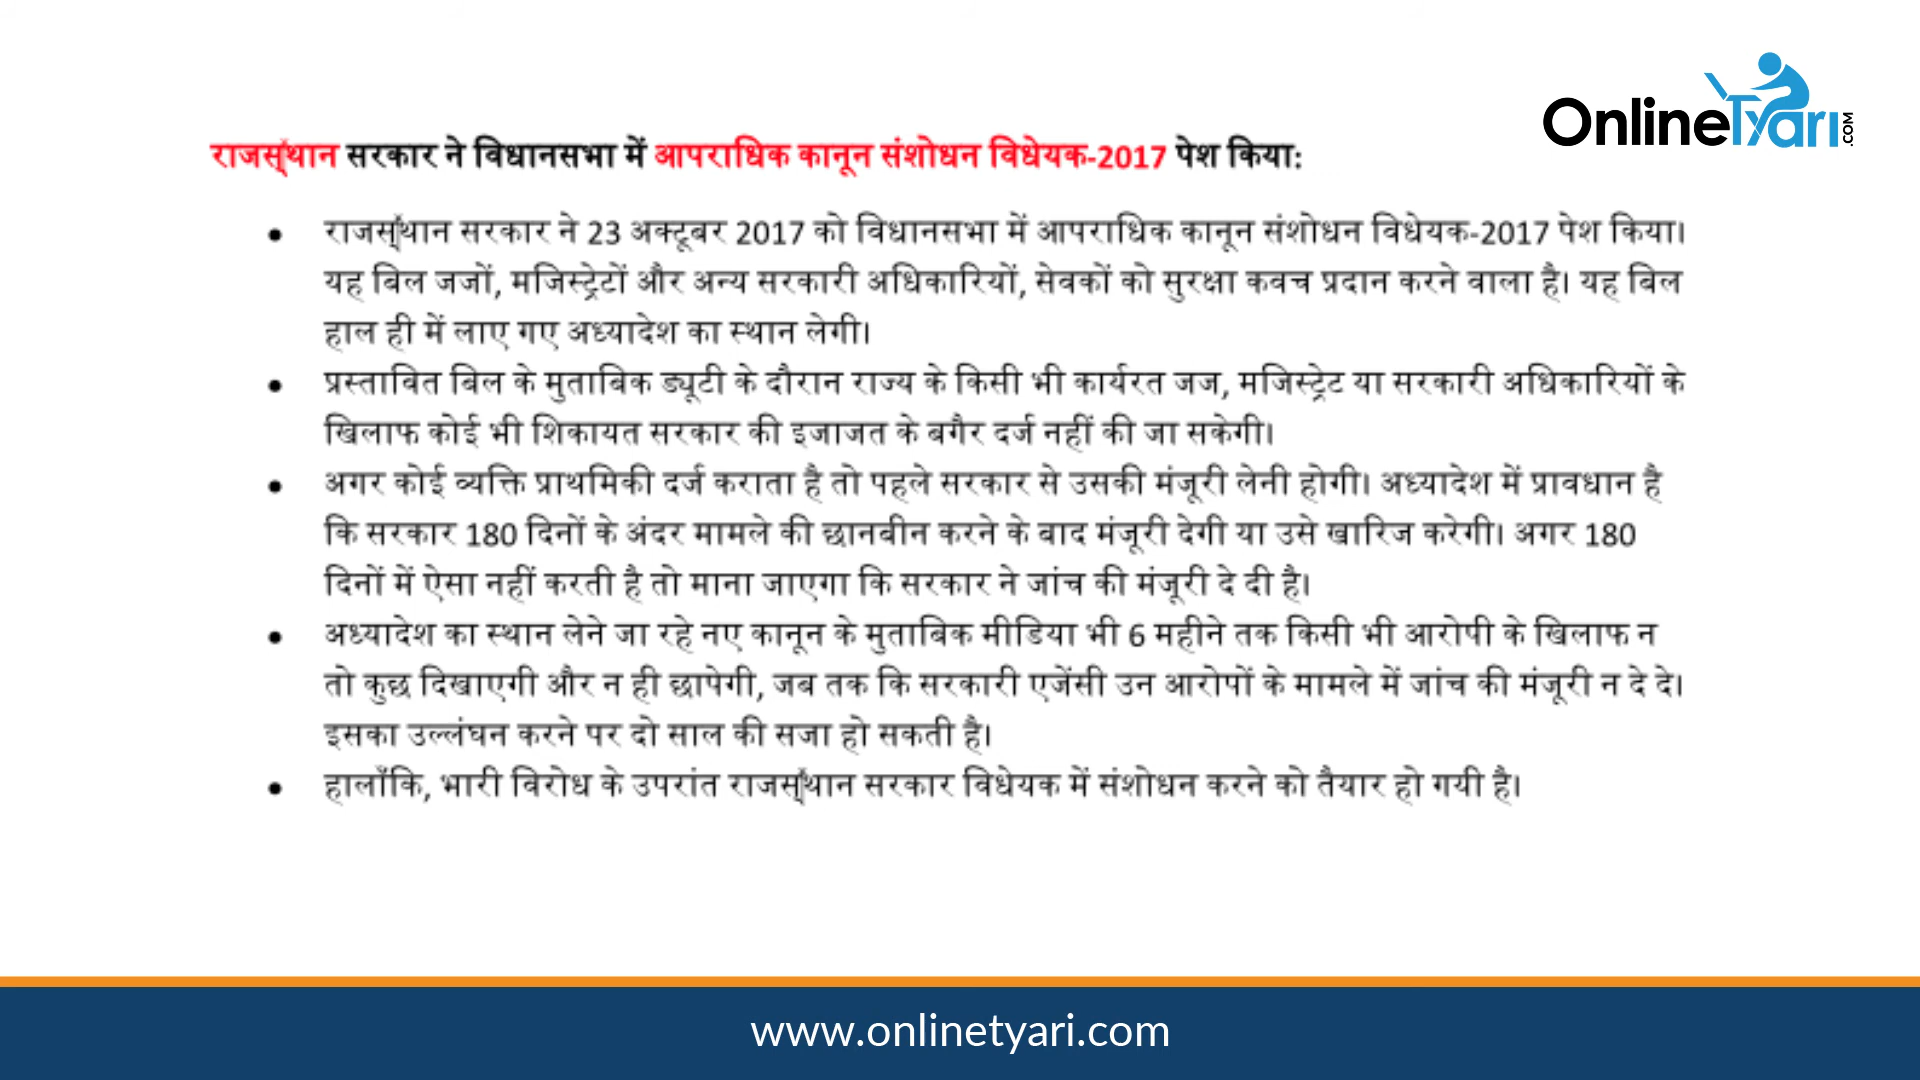 OnlineTyari.COM
राजस्थान सरकार ने विधानसभा में आपराधिक कानून संशोधन विधेयक-2017 पेश किया:
• राजस्थान सरकार ने 23 अक्टूबर 2017 को विधानसभा में आपराधिक कानून संशोधन विधेयक-2017 पेश किया।
यह बिल जजों, मजिस्ट्रेटों और अन्य सरकारी अधिकारियों, सेवकों को सुरक्षा कवच प्रदान करने वाला है। यह बिल
हाल ही में लाए गए अध्यादेश का स्थान लेगी।
• प्रस्तावित बिल के मुताबिक ड्यूटी के दौरान राज्य के किसी भी कार्यरत जज, मजिस्ट्रेट या सरकारी अधिकारियों के
खिलाफ कोई भी शिकायत सरकार की इजाजत के बगैर दर्ज नहीं की जा सकेगी।
• अगर कोई व्यक्ति प्राथमिकी दर्ज कराता है तो पहले सरकार से उसकी मंजूरी लेनी होगी। अध्यादेश में प्रावधान है
कि सरकार 180 दिनों के अंदर मामले की छानबीन करने के बाद मंजूरी देगी या उसे खारिज करेगी। अगर 180
दिनों में ऐसा नहीं करती है तो माना जाएगा कि सरकार ने जांच की मंजूरी दे दी है।
• अध्यादेश का स्थान लेने जा रहे नए कानून के मुताबिक मीडिया भी 6 महीने तक किसी भी आरोपी के खिलाफ न
तो कुछ दिखाएगी और न ही छापेगी, जब तक कि सरकारी एजेंसी उन आरोपों के मामले में जांच की मंजूरी न दे दे।
इसका उल्लंघन करने पर दो साल की सजा हो सकती है।
• हालाँकि, भारी विरोध के उपरांत राजस्थान सरकार विधेयक में संशोधन करने को तैयार हो गयी है।
www.onlinetyari.com